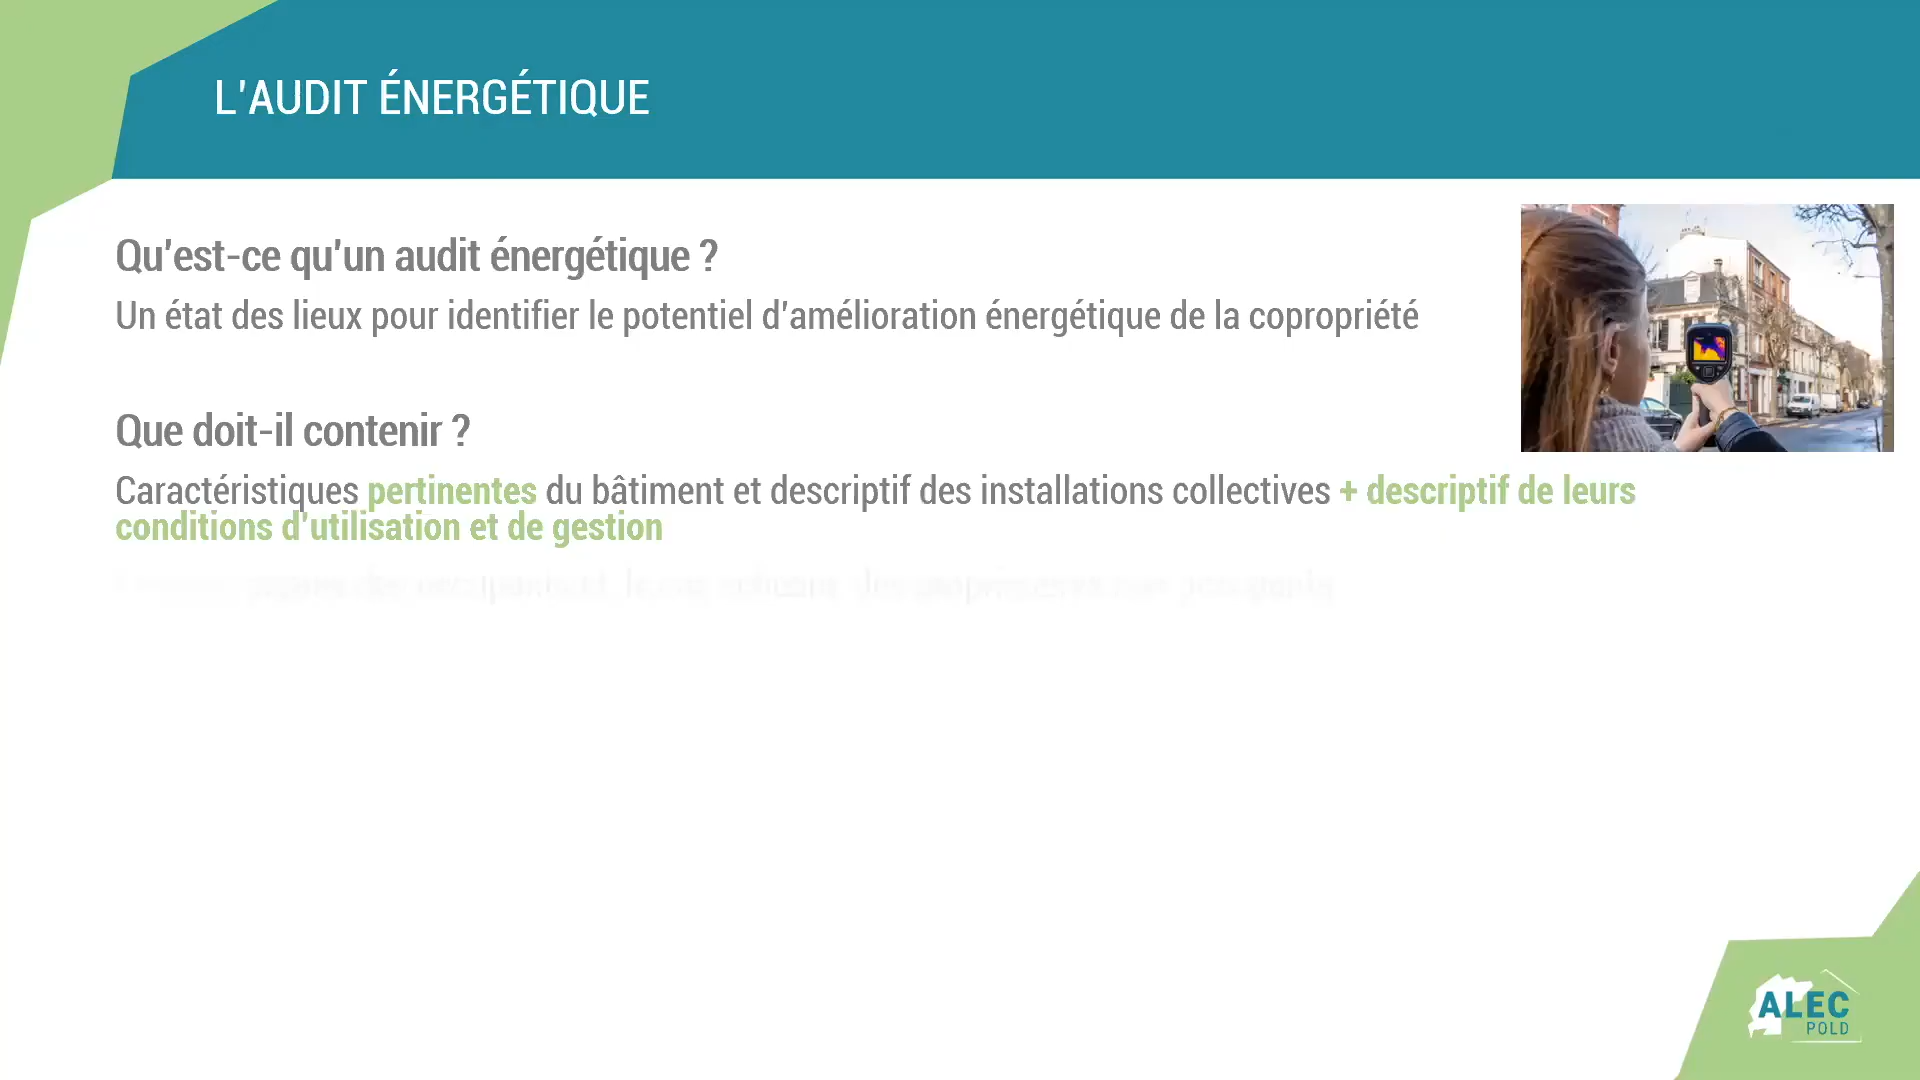 L'AUDIT ÉNERGÉTIQUE
Qu'est-ce qu'un audit énergétique ?
Un état des lieux pour identifier le potentiel d'amélioration énergétique de la copropriété
Que doit-il contenir ?
Caractéristiques pertinentes du bâtiment et descriptif des installations collectives + descriptif de leurs
conditions d'utilisation et de gestion
ALEC
POLD